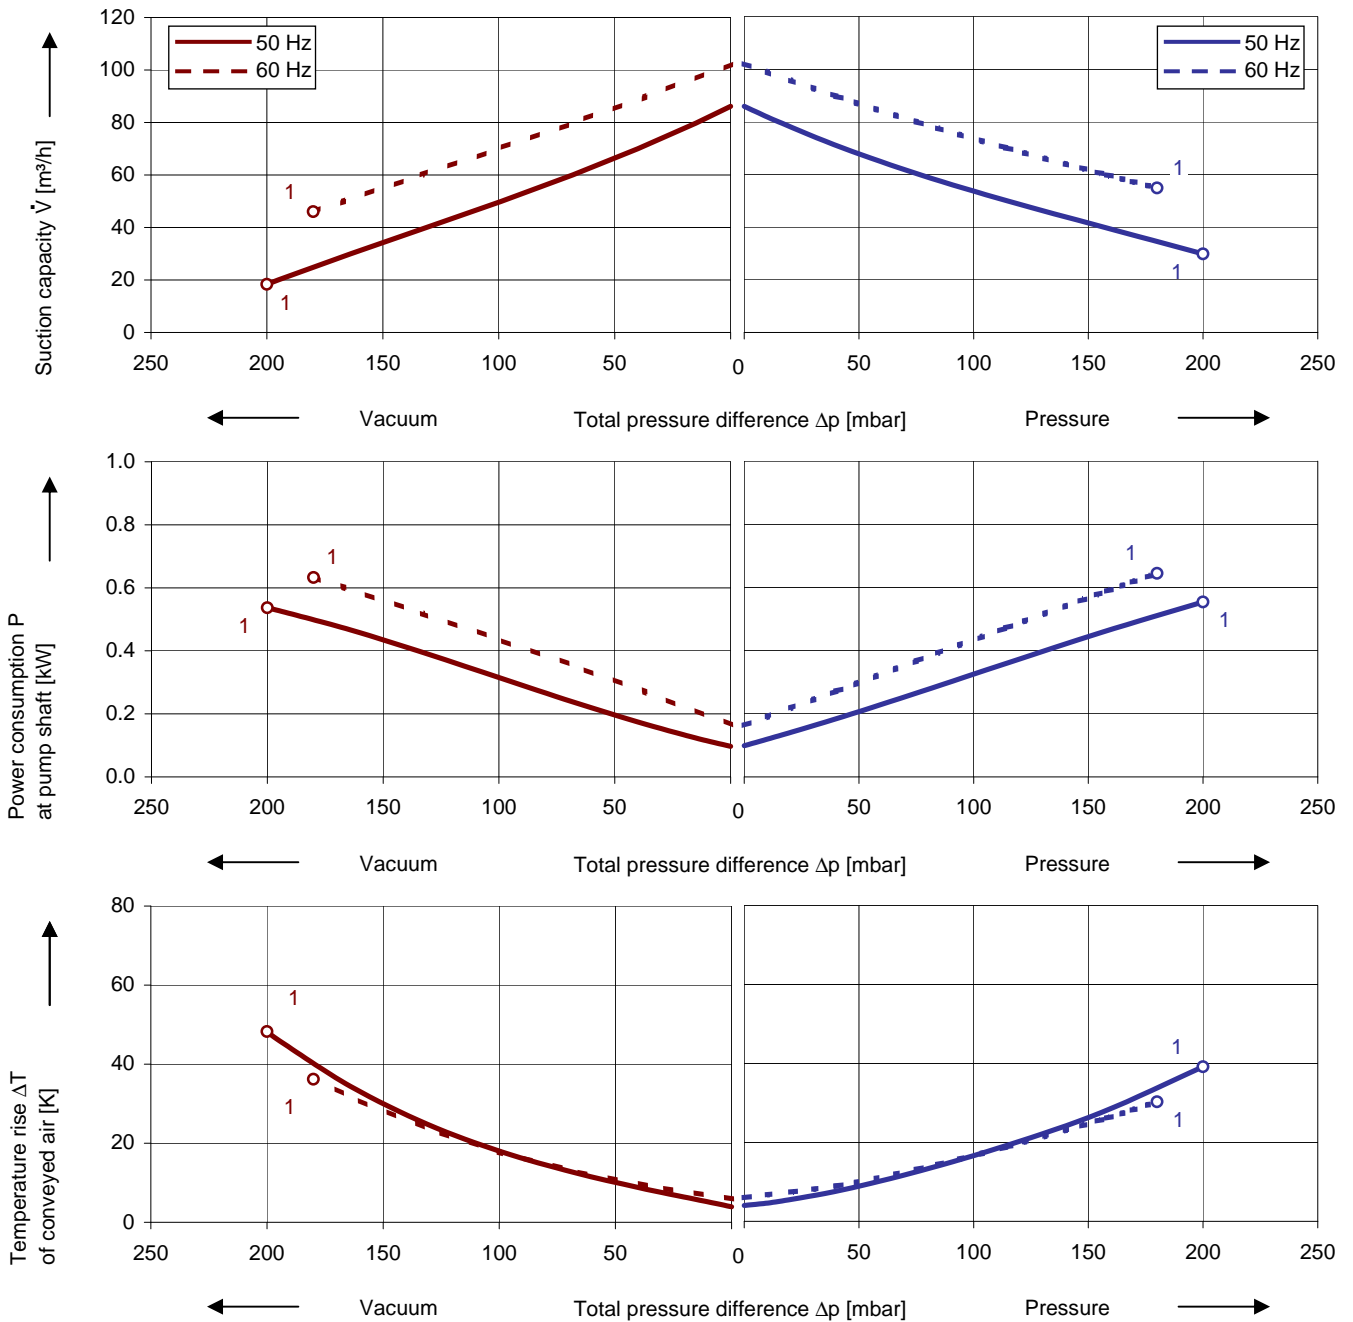 120
100
80
60
40
20
0
Suction capacity V̇ [m³/h]
50 Hz
60 Hz
50 Hz
60 Hz
1
1
1
1
250 200 150 100 50 0 50 100 150 200 250
Vacuum Total pressure difference Δp [mbar] Pressure
1.0
0.8
0.6
0.4
0.2
0.0
Power consumption P
at pump shaft [kW]
1
1
1
1
250 200 150 100 50 0 50 100 150 200 250
Vacuum Total pressure difference Δp [mbar] Pressure
80
60
40
20
0
Temperature rise ΔT
of conveyed air [K]
1
1
1
1
250 200 150 100 50 0 50 100 150 200 250
Vacuum Total pressure difference Δp [mbar] Pressure